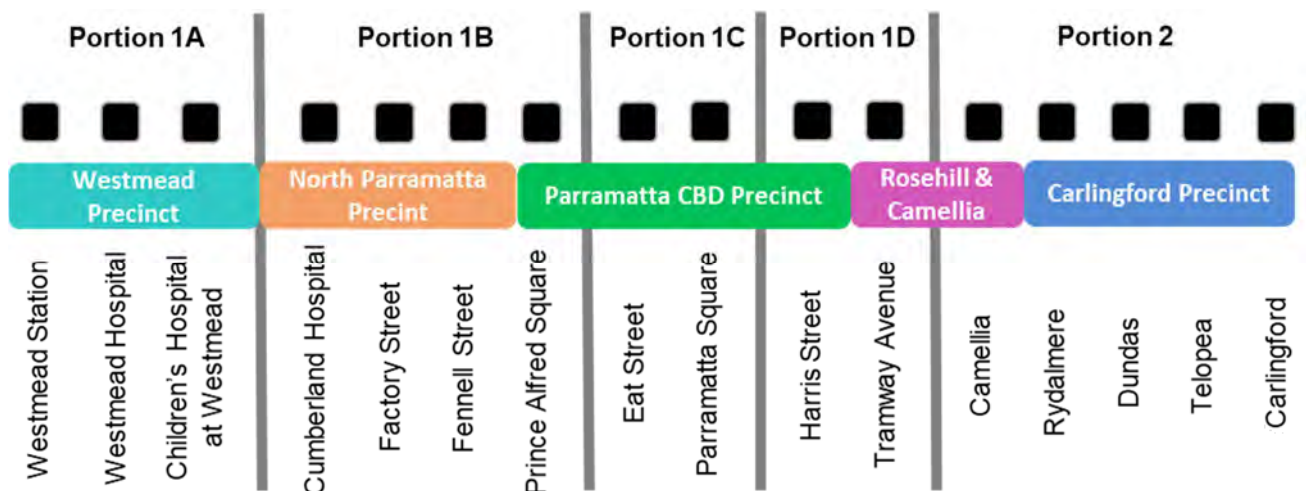 Portion 1A
Portion 1B
Portion 1C
Portion 1D
Portion 2
Westmead
Precinct
North Parramatta
Precint
Parramatta CBD Precinct
Rosehill &
Camellia
Carlingford Precinct
Westmead Station
Westmead Hospital
Children's Hospital
at Westmead
Cumberland Hospital
Factory Street
Fennell Street
Prince Alfred Square
Eat Street
Parramatta Square
Harris Street
Tramway Avenue
Camellia
Rydalmere
Dundas
Telopea
Carlingford